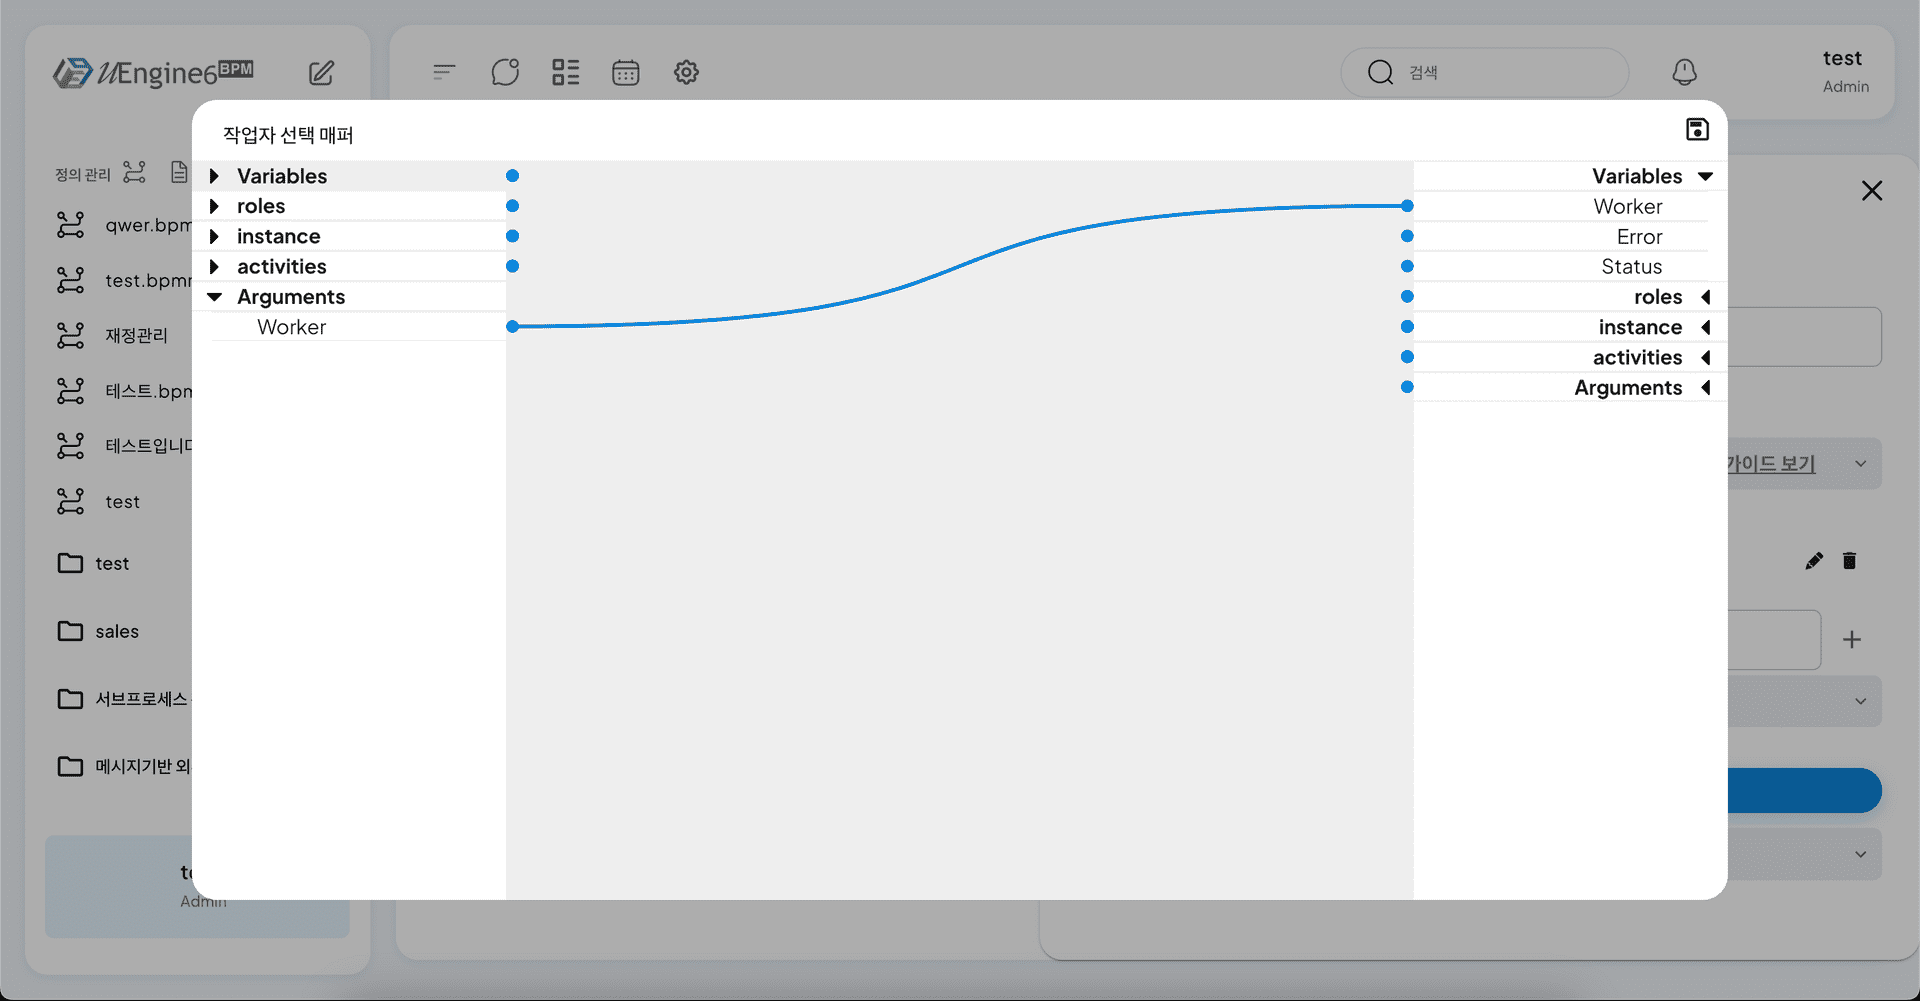 UEngine6 BPM
검색
test
Admin
작업자 선택 매퍼
정의 관리
qwer.bpm
test.bpm
재정관리
테스트.bpm
테스트입니
test
test
sales
서브프로세스
메시지기반 외
Admin
Variables
roles
instance
activities
Arguments
Worker
Variables
Worker
Error
Status
roles
instance
activities
Arguments
가이드 보기